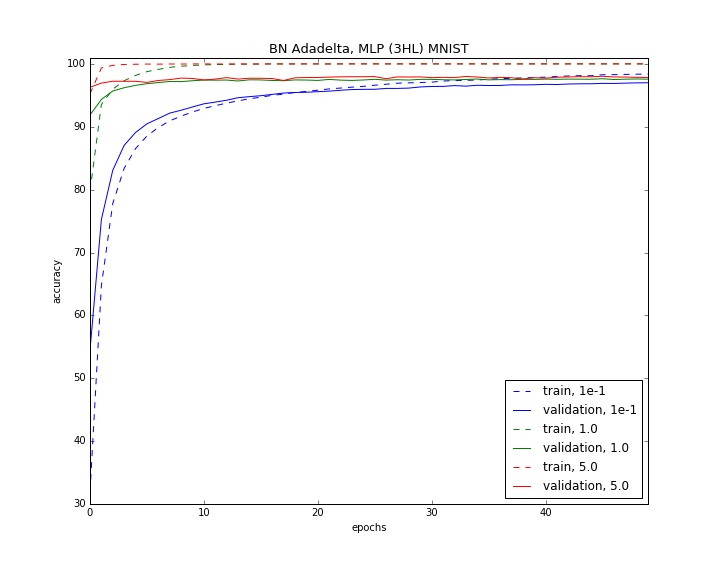 BN Adadelta, MLP (3HL) MNIST
100
90
80
70
60
50
40
30
accuracy
0
10
20
30
40
epochs
train, 1e-1
validation, 1e-1
train, 1.0
validation, 1.0
train, 5.0
validation, 5.0